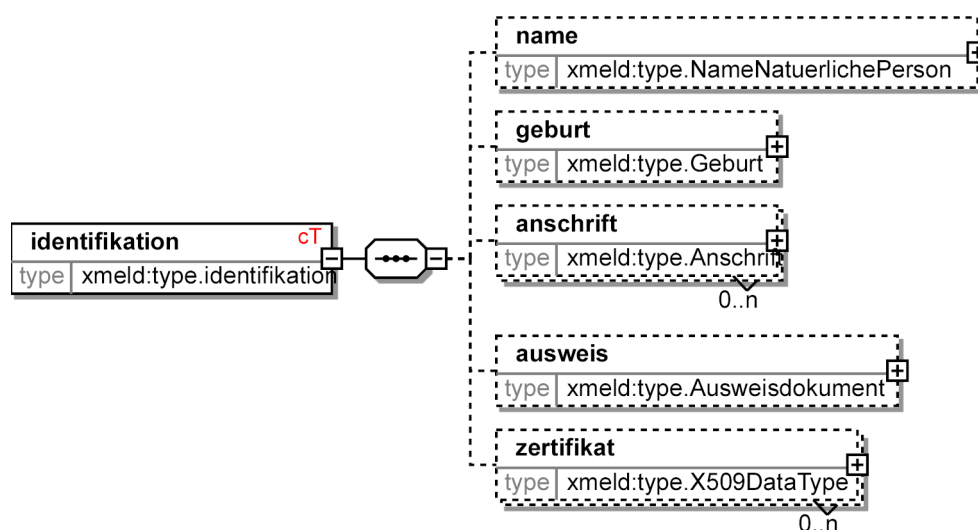 name
type xmeld:type.NameNatuerlichePerson
geburt
type xmeld:type.Geburt
identifikation cT
type xmeld:type.identifikation
anschrift
type xmeld:type.Anschrift
0..n
ausweis
type xmeld:type.Ausweisdokument
zertifikat
type xmeld:type.X509DataType
0..n